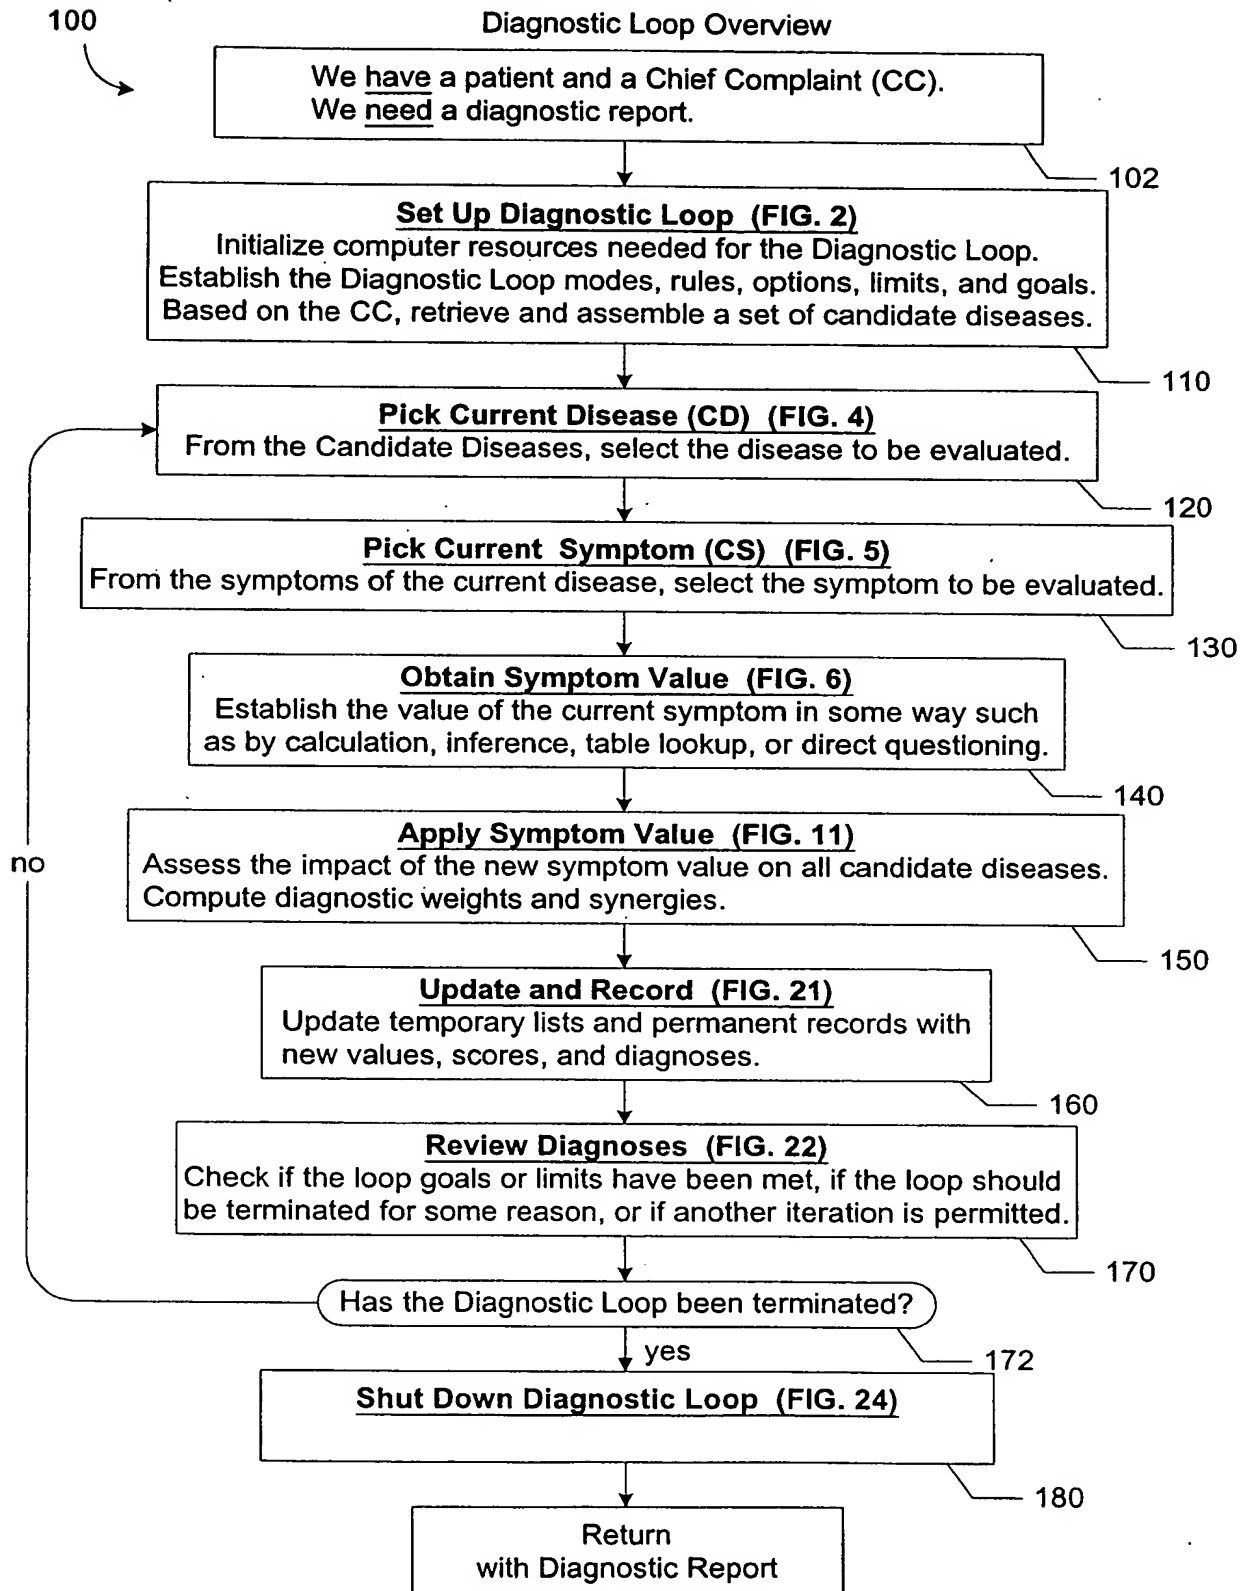 100
Diagnostic Loop Overview
We have a patient and a Chief Complaint (CC).
We need a diagnostic report.
102
Set Up Diagnostic Loop (FIG. 2)
Initialize computer resources needed for the Diagnostic Loop.
Establish the Diagnostic Loop modes, rules, options, limits, and goals.
Based on the CC, retrieve and assemble a set of candidate diseases.
110
Pick Current Disease (CD) (FIG. 4)
From the Candidate Diseases, select the disease to be evaluated.
120
Pick Current Symptom (CS) (FIG. 5)
From the symptoms of the current disease, select the symptom to be evaluated.
130
Obtain Symptom Value (FIG. 6)
Establish the value of the current symptom in some way such
as by calculation, inference, table lookup, or direct questioning.
140
Apply Symptom Value (FIG. 11)
Assess the impact of the new symptom value on all candidate diseases.
Compute diagnostic weights and synergies.
no
150
Update and Record (FIG. 21)
Update temporary lists and permanent records with
new values, scores, and diagnoses.
160
Review Diagnoses (FIG. 22)
Check if the loop goals or limits have been met, if the loop should
be terminated for some reason, or if another iteration is permitted.
170
Has the Diagnostic Loop been terminated?
yes
172
Shut Down Diagnostic Loop (FIG. 24)
180
Return
with Diagnostic Report